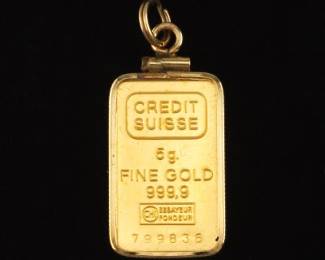 CREDIT
SUISSE
5g.
FINE GOLD
999,9
ESSAYEUR
FONDEUR
799836